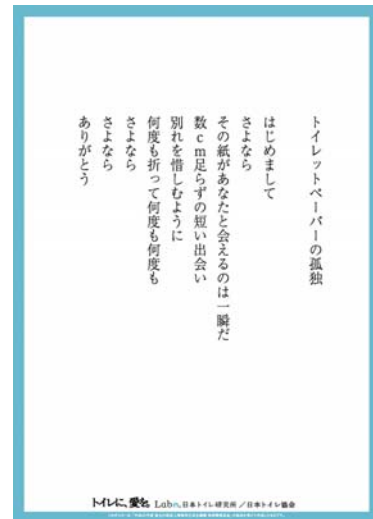 トイレットペーパーの孤独
はじめまして
さよなら
その紙があなたと会えるのは一瞬だ
数cm足らずの短い出会い
別れを惜しむように
何度も折って何度も何度も
さよなら
さよなら
ありがとう
トイレに、愛を。 Labo. 日本トイレ研究所／日本トイレ協会